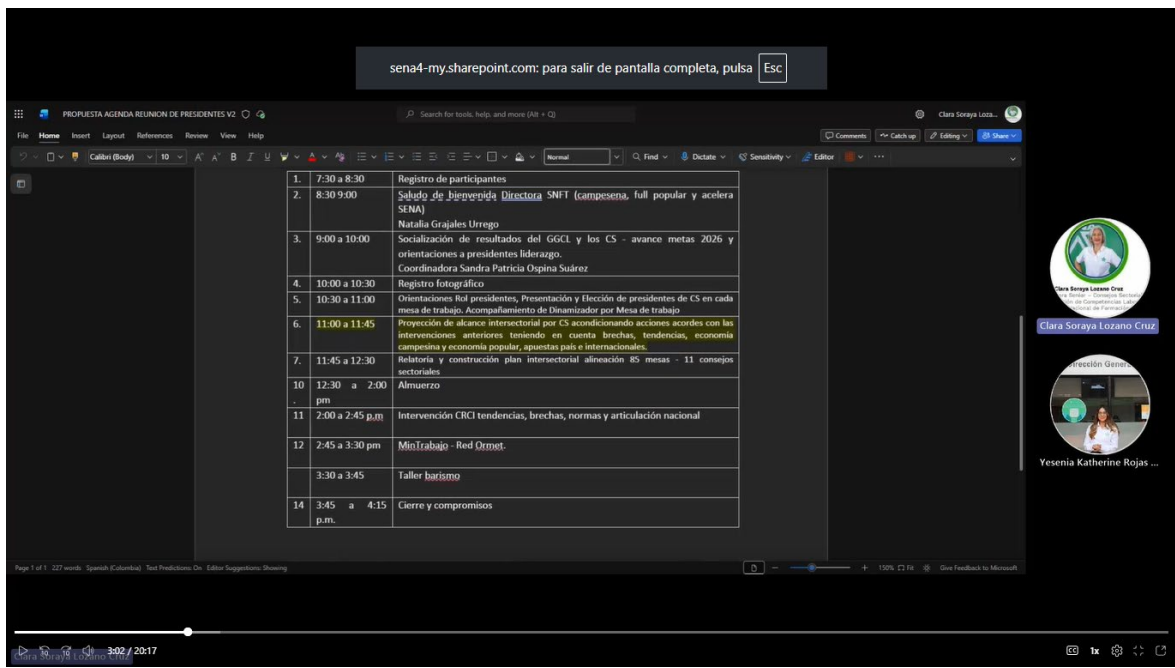 sena4-my.sharepoint.com: para salir de pantalla completa, pulsa Esc
PROPUESTA AGENDA REUNION DE PRESIDENTES V2
Search for tools, help, and more (Alt + Q)
Clara Soraya Loza...
File Home Insert Layout References Review View Help
Comments Catch up Editing Share
Calibri (Body) 10 B I U Normal Find Dictate Sensitivity Editor
1. 7:30 a 8:30 Registro de participantes
2. 8:30 9:00 Saludo de bienvenida Directora SNFT (campesena, full popular y acelera
SENA)
Natalia Grajales Urrego
3. 9:00 a 10:00 Socialización de resultados del GGCL y los CS - avance metas 2026 y
orientaciones a presidentes liderazgo.
Coordinadora Sandra Patricia Ospina Suárez
4. 10:00 a 10:30 Registro fotográfico
5. 10:30 a 11:00 Orientaciones Rol presidentes, Presentación y Elección de presidentes de CS en cada
mesa de trabajo. Acompañamiento de Dinamizador por Mesa de trabajo
6. 11:00 a 11:45 Proyección de alcance intersectorial por CS acondicionando acciones acordes con las
intervenciones anteriores teniendo en cuenta brechas, tendencias, economía
campesina y economía popular, apuestas país e internacionales.
7. 11:45 a 12:30 Relatoría y construcción plan intersectorial alineación 85 mesas - 11 consejos
sectoriales
10 12:30 a 2:00 Almuerzo
. pm
11 2:00 a 2:45 p.m Intervención CRCI tendencias, brechas, normas y articulación nacional
12 2:45 a 3:30 pm MinTrabajo - Red Ormet.
3:30 a 3:45 Taller barismo
14 3:45 a 4:15 Cierre y compromisos
p.m.
Clara Soraya Lozano Cruz
Clara Soraya Lozano Cruz
Yesenia Katherine Rojas ...
Page 1 of 1 227 words Spanish (Colombia) Text Predictions: On Editor Suggestions: Showing
150% Fit Give Feedback to Microsoft
3:02 / 20:17
Clara Soraya Lozano Cruz
CC 1x